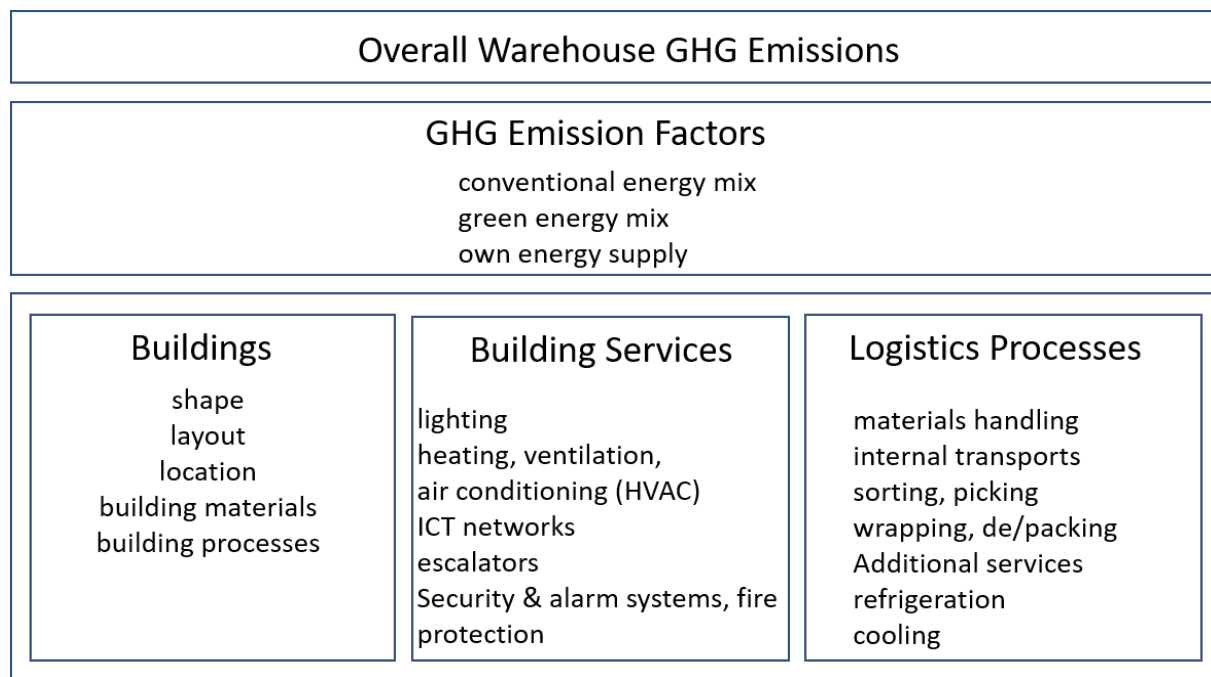 Overall Warehouse GHG Emissions
GHG Emission Factors
conventional energy mix
green energy mix
own energy supply
Buildings
shape
layout
location
building materials
building processes
Building Services
lighting
heating, ventilation,
air conditioning (HVAC)
ICT networks
escalators
Security & alarm systems, fire
protection
Logistics Processes
materials handling
internal transports
sorting, picking
wrapping, de/packing
Additional services
refrigeration
cooling